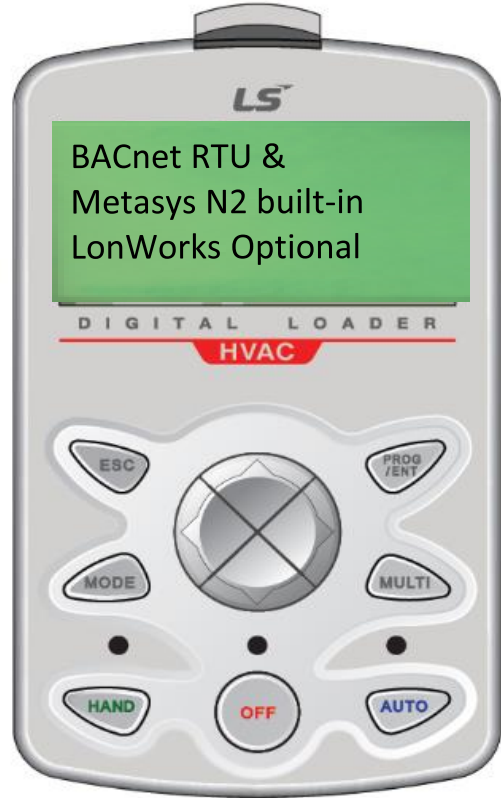 LS
BACnet RTU &
Metasys N2 built-in
LonWorks Optional
DIGITAL LOADER
HVAC
ESC
PROG
/ENT
MODE
MULTI
HAND
OFF
AUTO